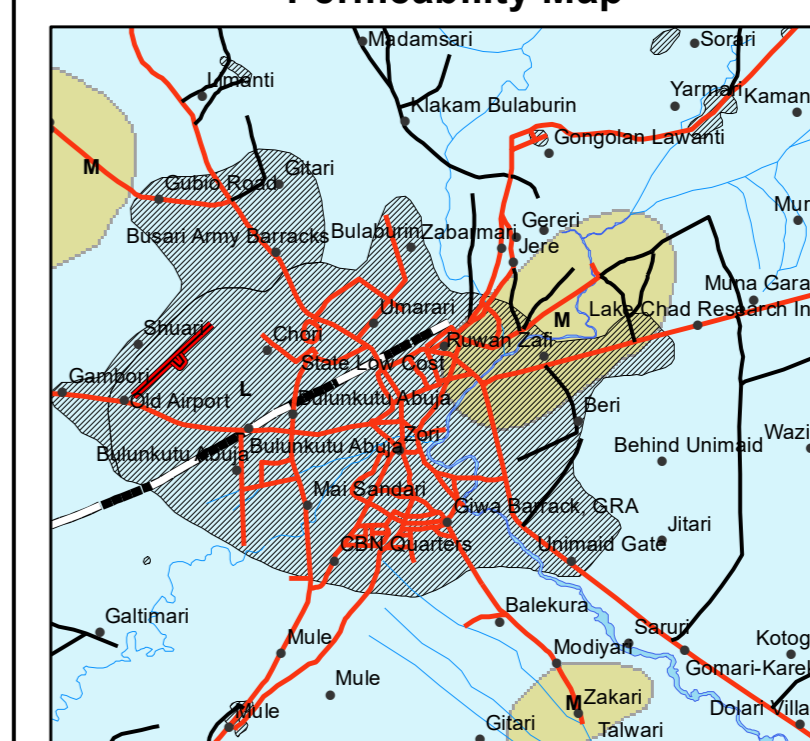 Permeability Map
Madamsari
Sorari
Limanti
Yarmari
Kaman
Klakam Bulaburin
Gongolan Lawanti
M
Gitari
Gubio Road
Mur
Gereri
Busari Army Barracks
Bulaburin
Zabarmari
Jere
Muna Gara
Umarari
Lake Chad Research In
M
Shuari
Chori
Ruwan Zafi
State Low Cost
Gambori
L
Old Airport
Bulunkutu Abuja
Beri
Zori
Wazi
Bulunkutu Abuja
Bulunkutu Abuja
Behind Unimaid
Mai Sandari
Giwa Barrack, GRA
Jitari
CBN Quarters
Unimaid Gate
Galtimari
Balekura
Saruri
Mule
Modiyari
Kotog
Gomari-Karel
Mule
M
Zakari
Mule
Dolari Villa
Gitari
Talwari